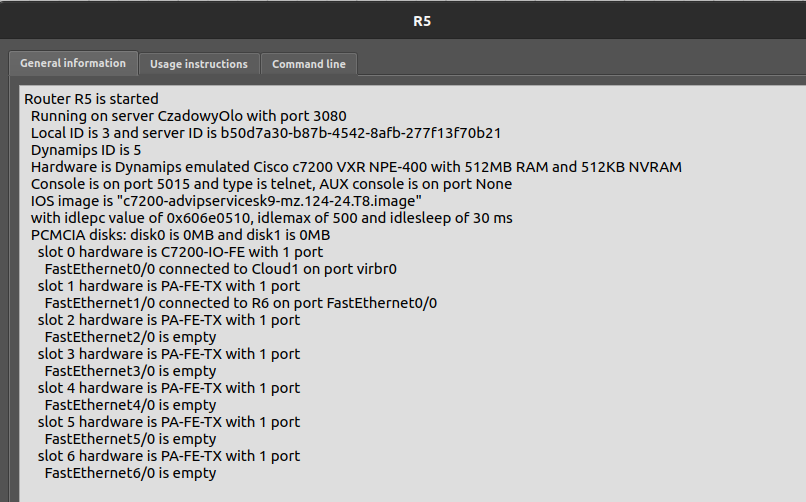 R5
General information
Usage instructions
Command line
Router R5 is started
Running on server CzadowyOlo with port 3080
Local ID is 3 and server ID is b50d7a30-b87b-4542-8afb-277f13f70b21
Dynamips ID is 5
Hardware is Dynamips emulated Cisco c7200 VXR NPE-400 with 512MB RAM and 512KB NVRAM
Console is on port 5015 and type is telnet, AUX console is on port None
IOS image is "c7200-advipservicesk9-mz.124-24.T8.image"
with idlepc value of 0x606e0510, idlemax of 500 and idlesleep of 30 ms
PCMCIA disks: disk0 is 0MB and disk1 is 0MB
slot 0 hardware is C7200-IO-FE with 1 port
FastEthernet0/0 connected to Cloud1 on port virbr0
slot 1 hardware is PA-FE-TX with 1 port
FastEthernet1/0 connected to R6 on port FastEthernet0/0
slot 2 hardware is PA-FE-TX with 1 port
FastEthernet2/0 is empty
slot 3 hardware is PA-FE-TX with 1 port
FastEthernet3/0 is empty
slot 4 hardware is PA-FE-TX with 1 port
FastEthernet4/0 is empty
slot 5 hardware is PA-FE-TX with 1 port
FastEthernet5/0 is empty
slot 6 hardware is PA-FE-TX with 1 port
FastEthernet6/0 is empty